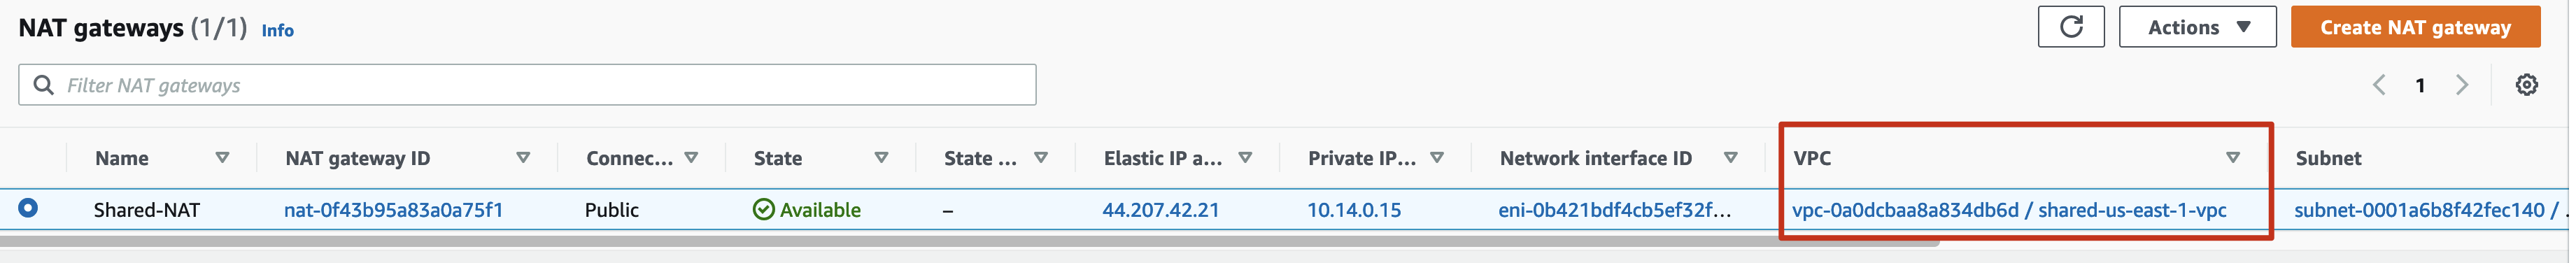 NAT gateways (1/1) Info
Actions
Create NAT gateway
Filter NAT gateways
1
Name NAT gateway ID Connec... State State ... Elastic IP a... Private IP... Network interface ID VPC Subnet
Shared-NAT nat-0f43b95a83a0a75f1 Public Available – 44.207.42.21 10.14.0.15 eni-0b421bdf4cb5ef32f... vpc-0a0dcbaa8a834db6d / shared-us-east-1-vpc subnet-0001a6b8f42fec140 / .